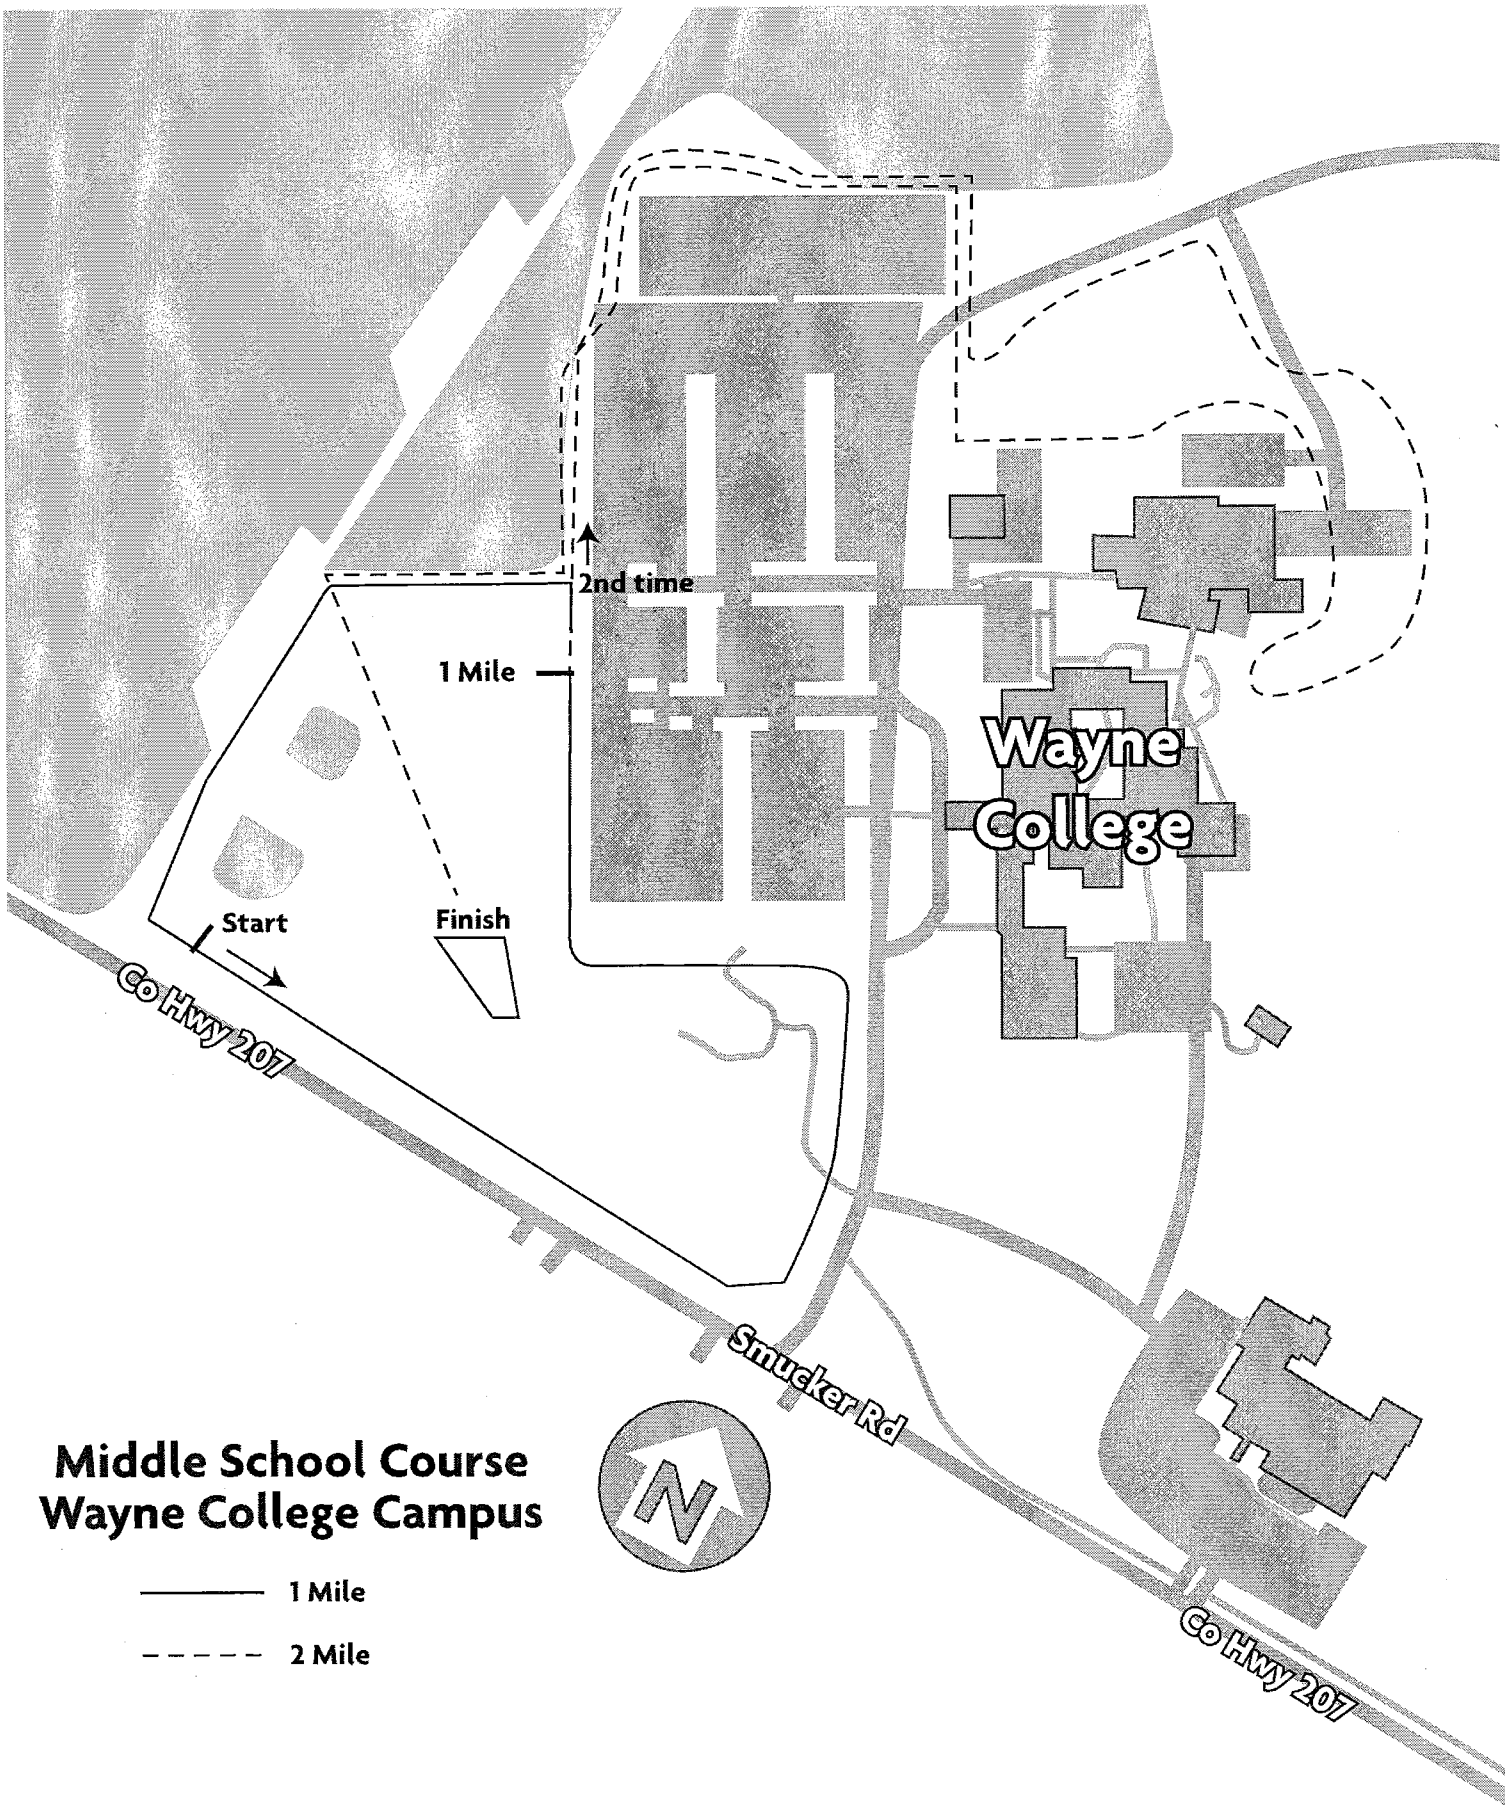 2nd time
1 Mile
Wayne
College
Start
Finish
Co Hwy 207
Smucker Rd
N
Middle School Course
Wayne College Campus
1 Mile
2 Mile
Co Hwy 207